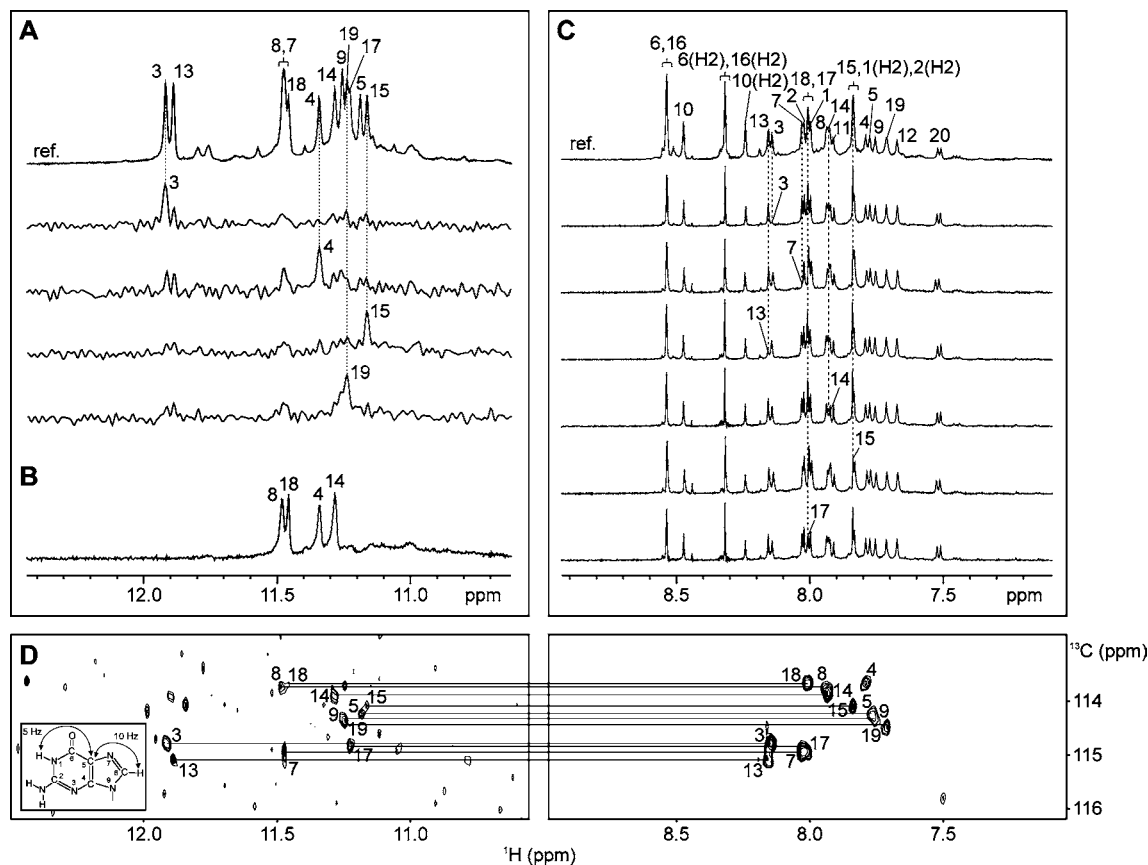 A
3 13
8,7
18
4
14
9
19
17
5
15
ref.
3
4
15
19
B
8 18
4
14
12.0 11.5 11.0 ppm
C
6,16
6(H2),16(H2)
10
10(H2)
7
2
18,17
1
15,1(H2),2(H2)
13
3
8
14
11
4
5
9
19
12
20
ref.
3
7
13
14
15
17
8.5 8.0 7.5 ppm
D
8 18
14
5 15
9
19
3
17
13
7
18 8
4
14
15
5
9
19
3
17
13
7
13C (ppm)
114
115
116
5 Hz
10 Hz
O
H
N
1
2
3
4
5
6
7
8
9
N
N
N
N
H
H
H
12.0 11.5 11.0
8.5 8.0 7.5
1H (ppm)